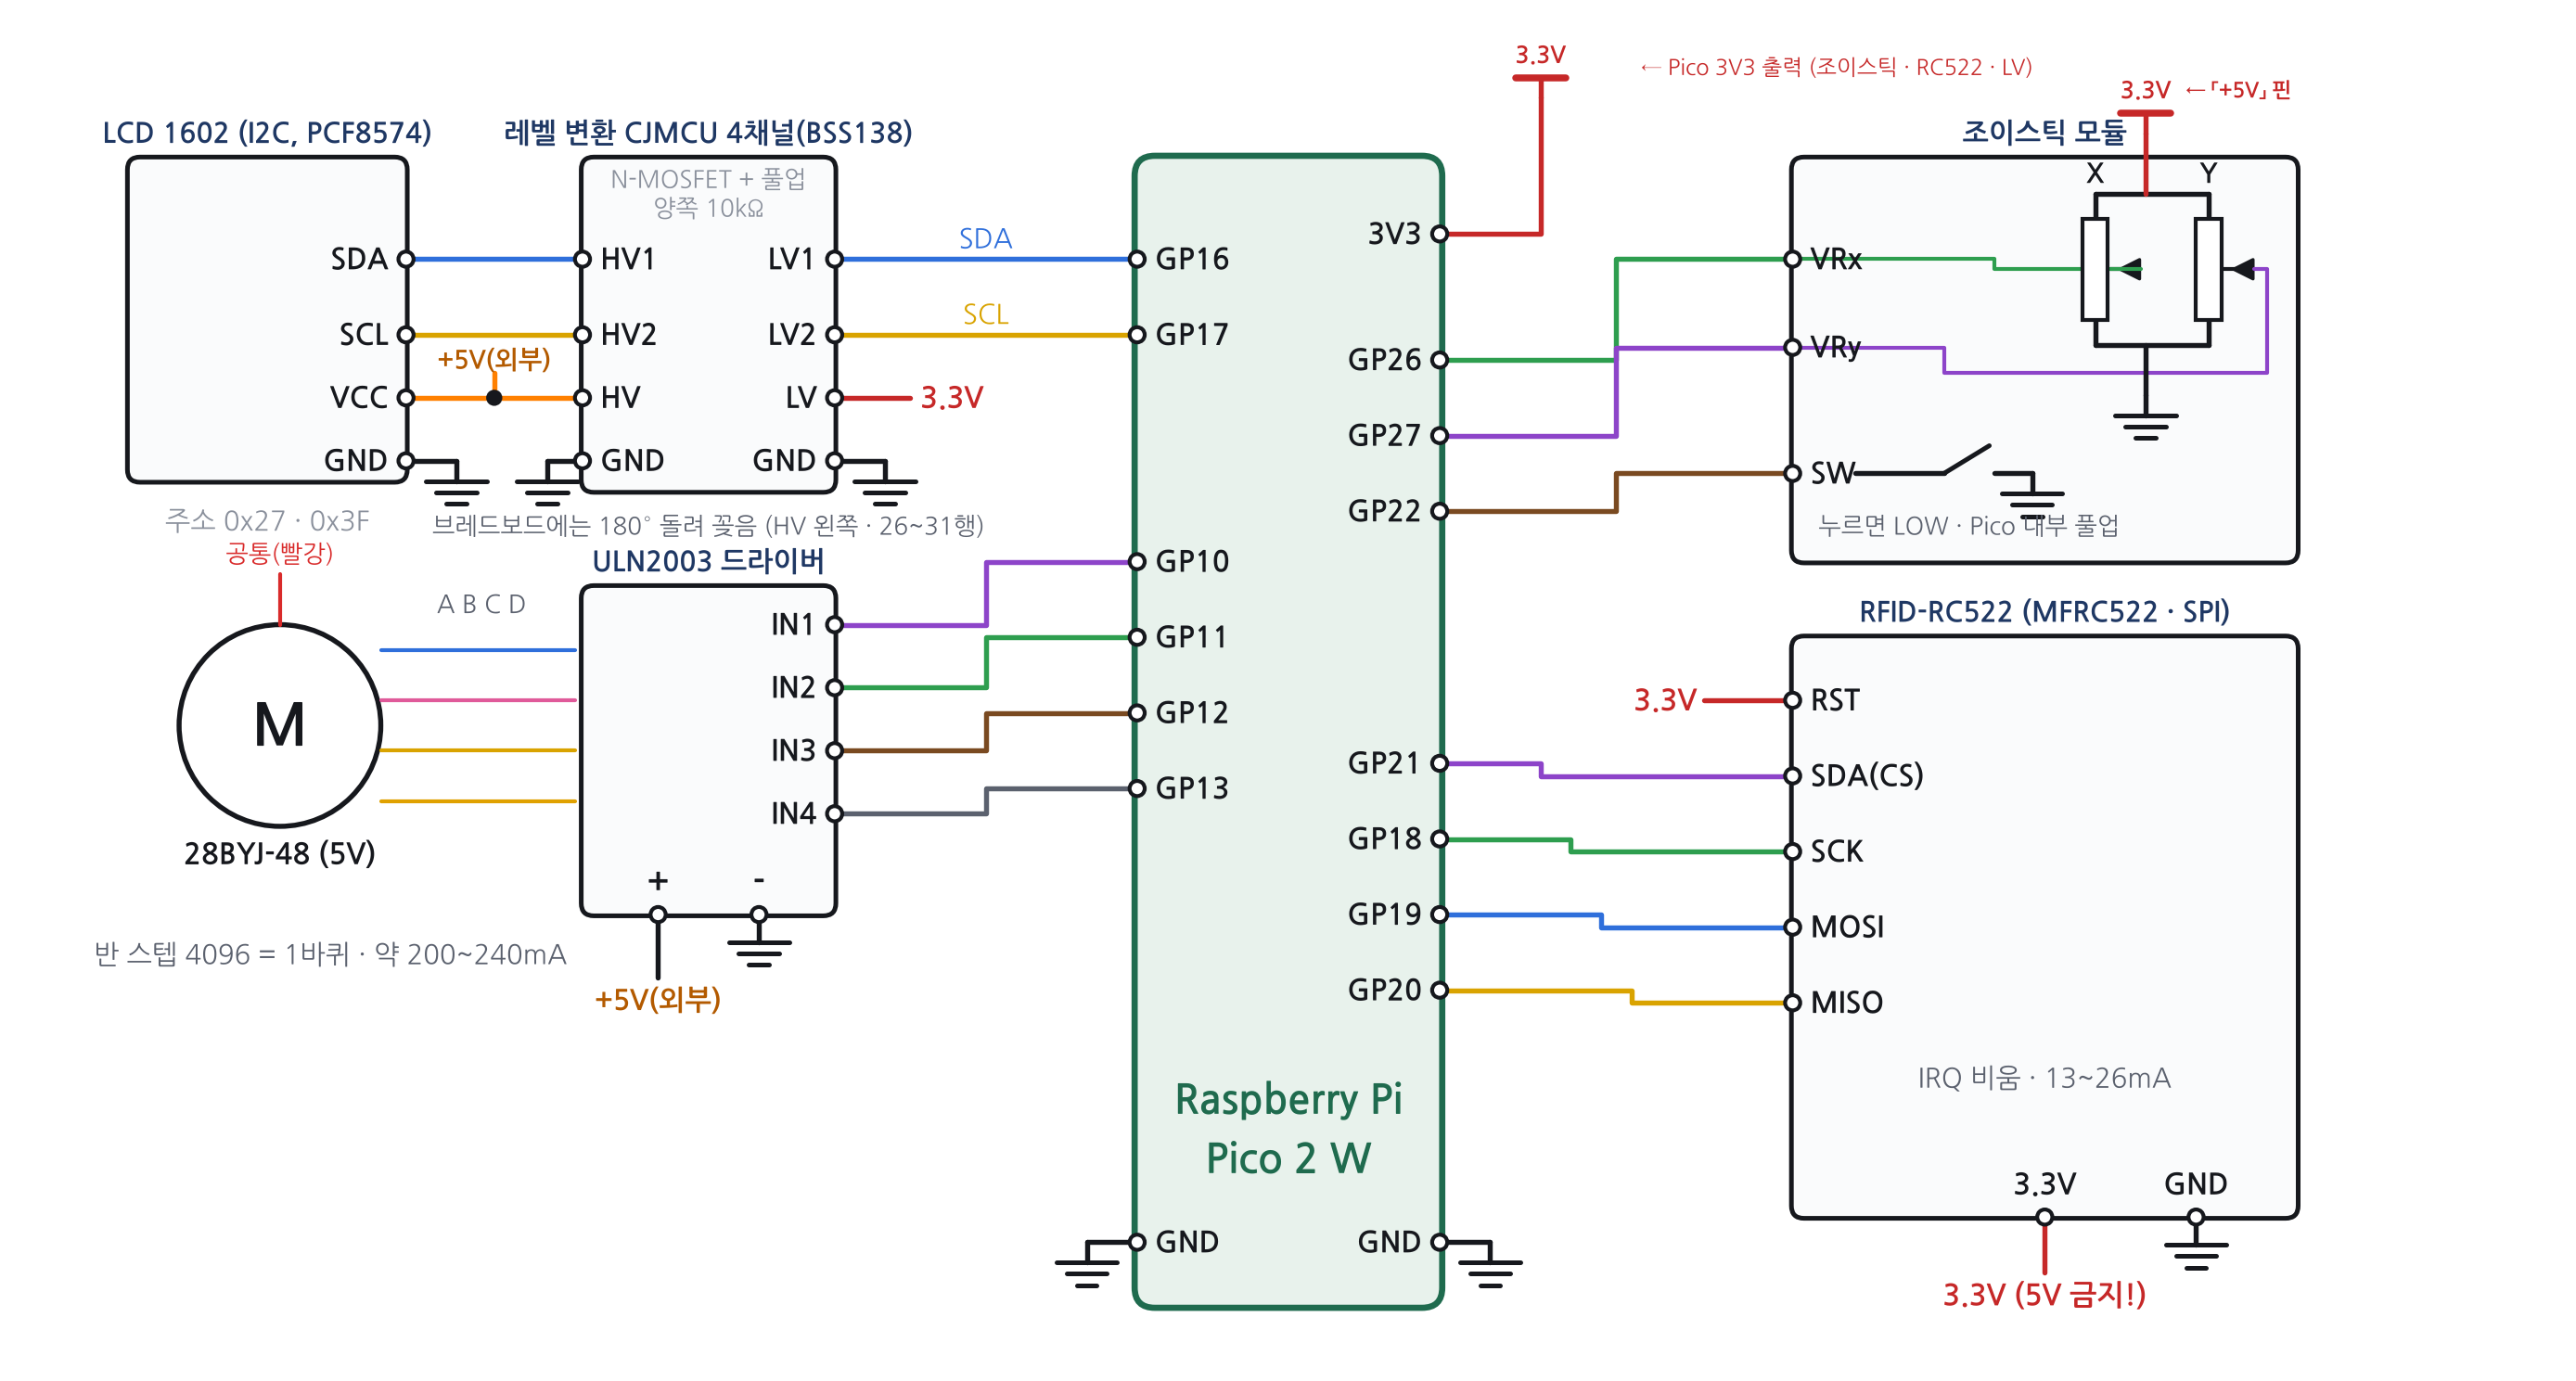 3.3V
← Pico 3V3 출력 (조이스틱 · RC522 · LV)
3.3V ←「+5V」핀
LCD 1602 (I2C, PCF8574)
레벨 변환 CJMCU 4채널(BSS138)
조이스틱 모듈
N-MOSFET + 풀업
양쪽 10kΩ
X Y
3V3
SDA
SDA HV1 LV1 GP16
VRx
SCL
SCL HV2 LV2 GP17
VRy
+5V(외부)
GP26
VCC HV LV 3.3V
GP27
GND GND GND
SW
GP22
주소 0x27 · 0x3F
브레드보드에는 180° 돌려 꽂음 (HV 왼쪽 · 26~31행)
누르면 LOW · Pico 내부 풀업
공통(빨강)
ULN2003 드라이버
GP10
A B C D
RFID-RC522 (MFRC522 · SPI)
IN1
GP11
IN2
3.3V RST
M
GP12
IN3
GP21
SDA(CS)
GP13
IN4
GP18
SCK
28BYJ-48 (5V)
+ -
GP19
MOSI
반 스텝 4096 = 1바퀴 · 약 200~240mA
GP20
MISO
+5V(외부)
IRQ 비움 · 13~26mA
Raspberry Pi
Pico 2 W
3.3V GND
GND GND
3.3V (5V 금지!)